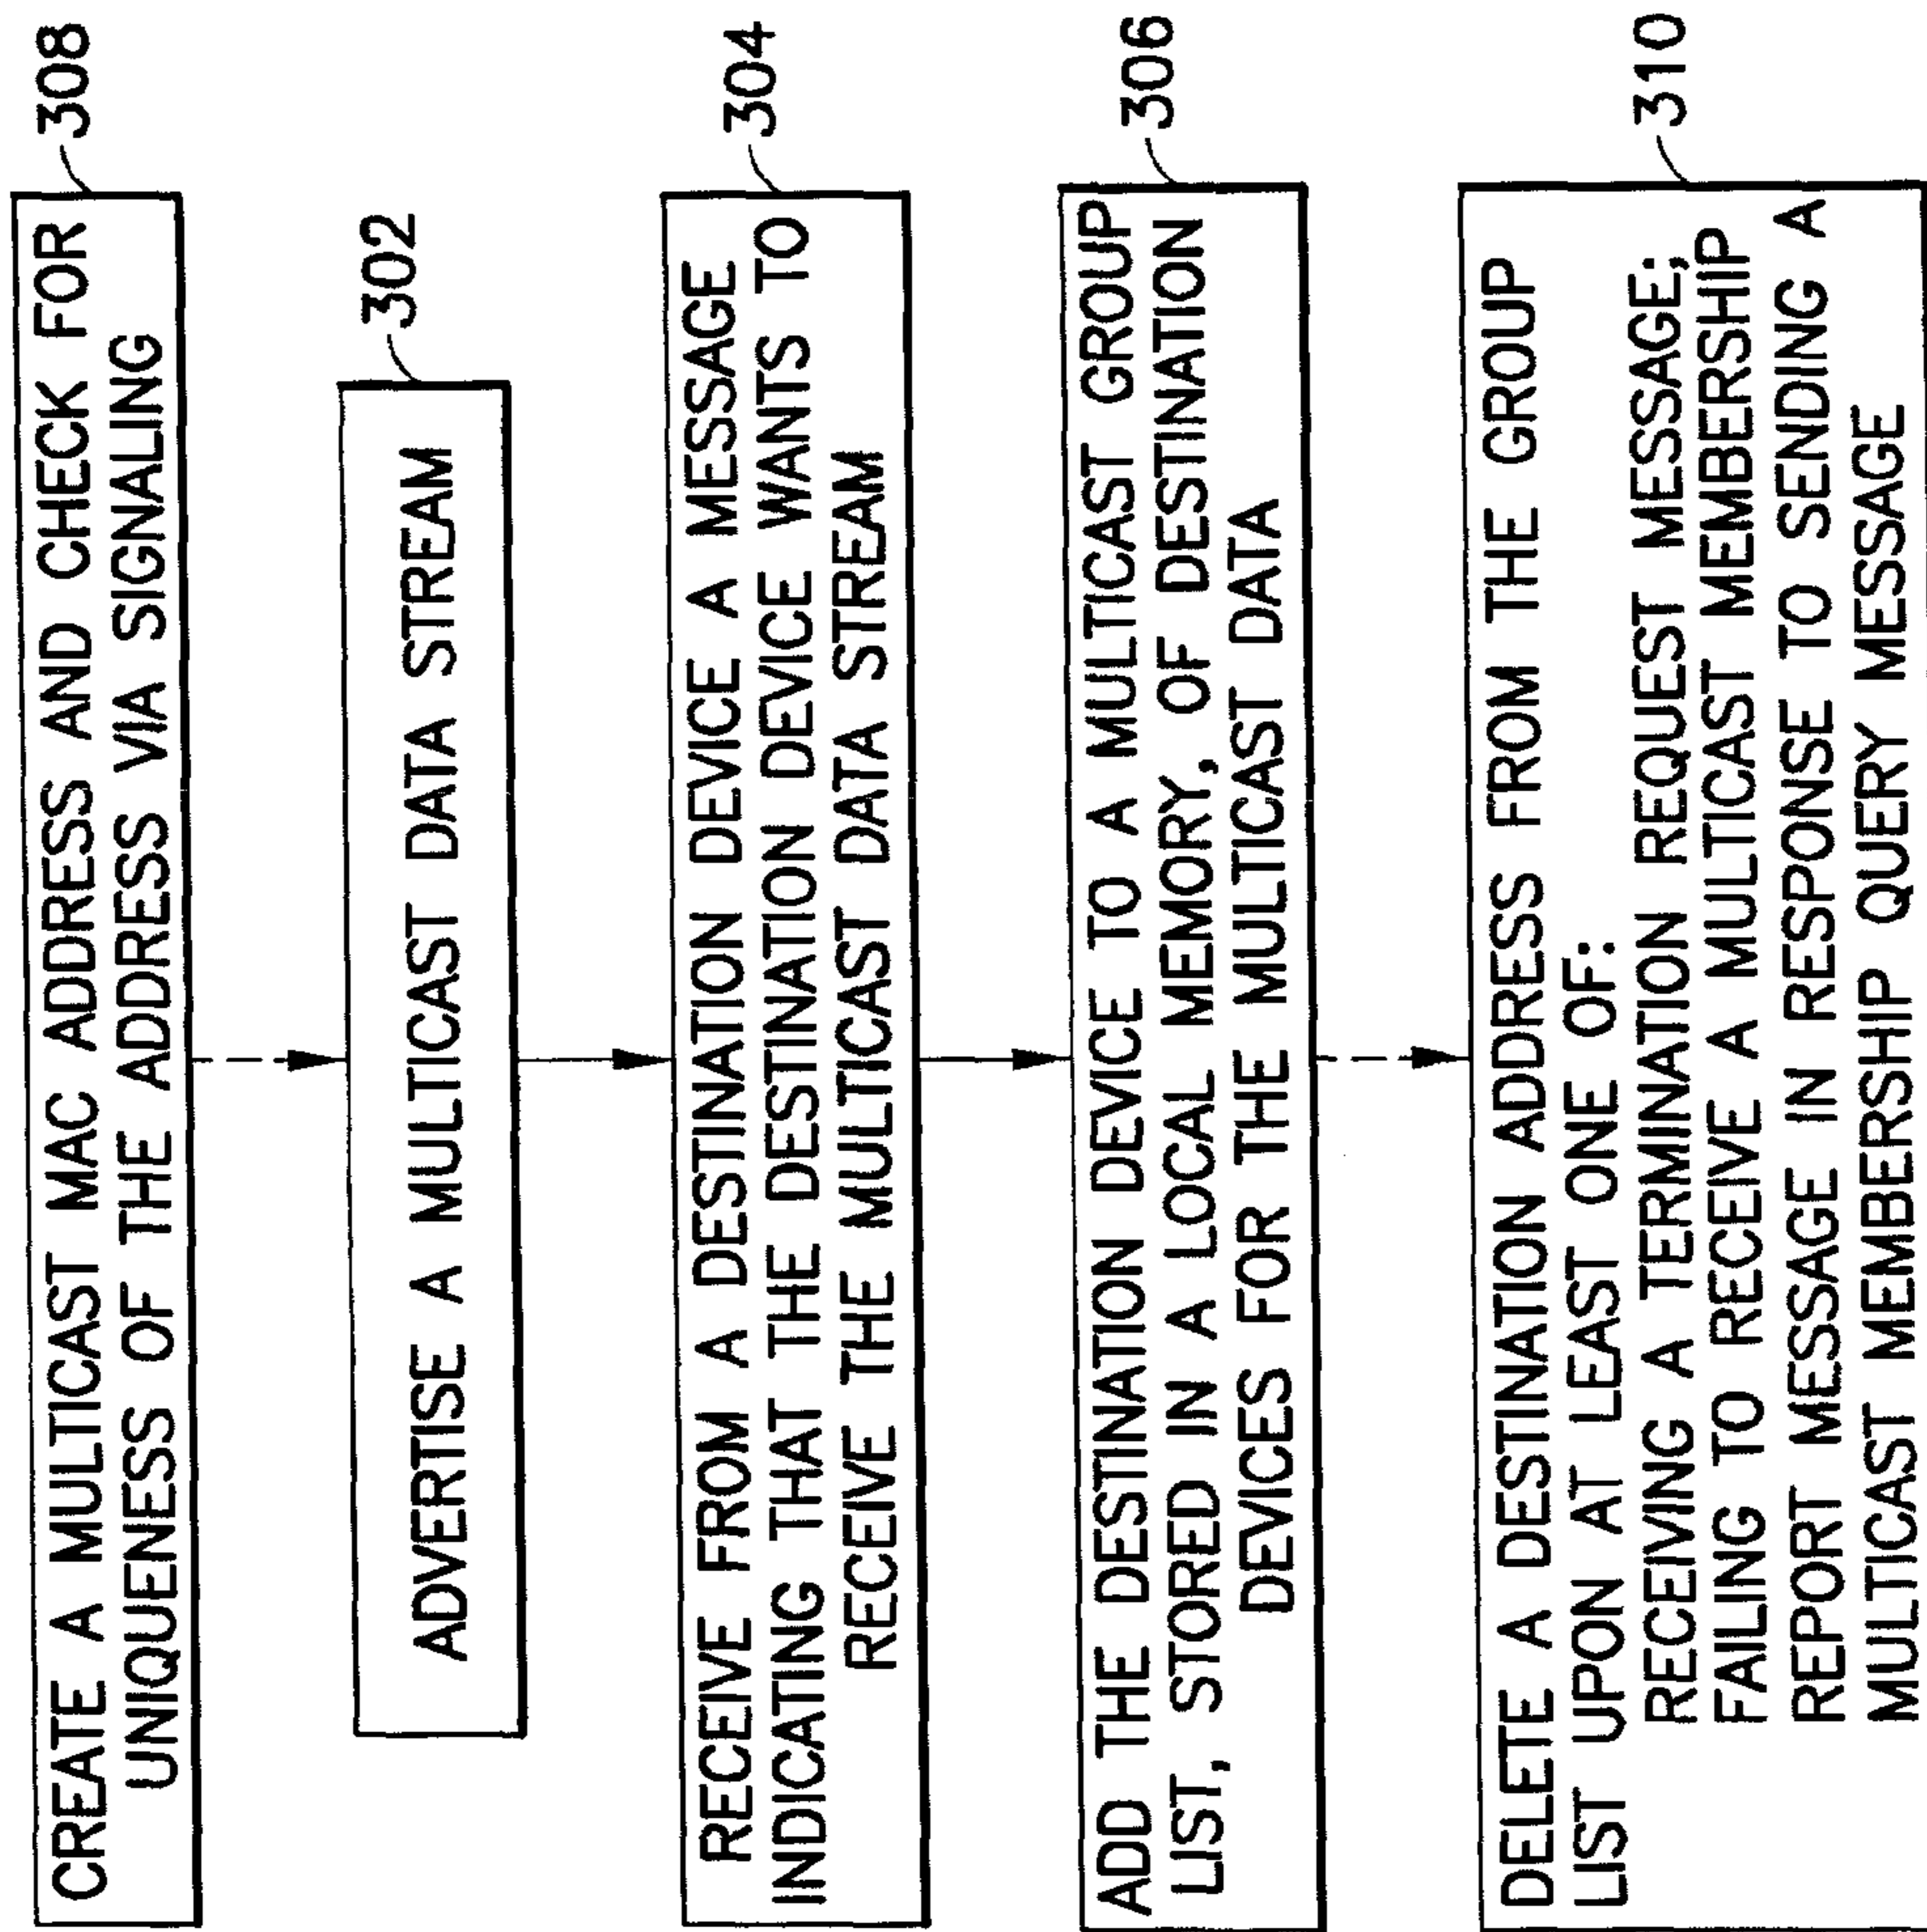 308
CREATE A MULTICAST MAC ADDRESS AND CHECK FOR
UNIQUENESS OF THE ADDRESS VIA SIGNALING
302
ADVERTISE A MULTICAST DATA STREAM
304
RECEIVE FROM A DESTINATION DEVICE A MESSAGE
INDICATING THAT THE DESTINATION DEVICE WANTS TO
RECEIVE THE MULTICAST DATA STREAM
306
ADD THE DESTINATION DEVICE TO A MULTICAST GROUP
LIST, STORED IN A LOCAL MEMORY, OF DESTINATION
DEVICES FOR THE MULTICAST DATA
310
DELETE A DESTINATION ADDRESS FROM THE GROUP
LIST UPON AT LEAST ONE OF:
RECEIVING A TERMINATION REQUEST MESSAGE;
FAILING TO RECEIVE A MULTICAST MEMBERSHIP
REPORT MESSAGE IN RESPONSE TO SENDING A
MULTICAST MEMBERSHIP QUERY MESSAGE